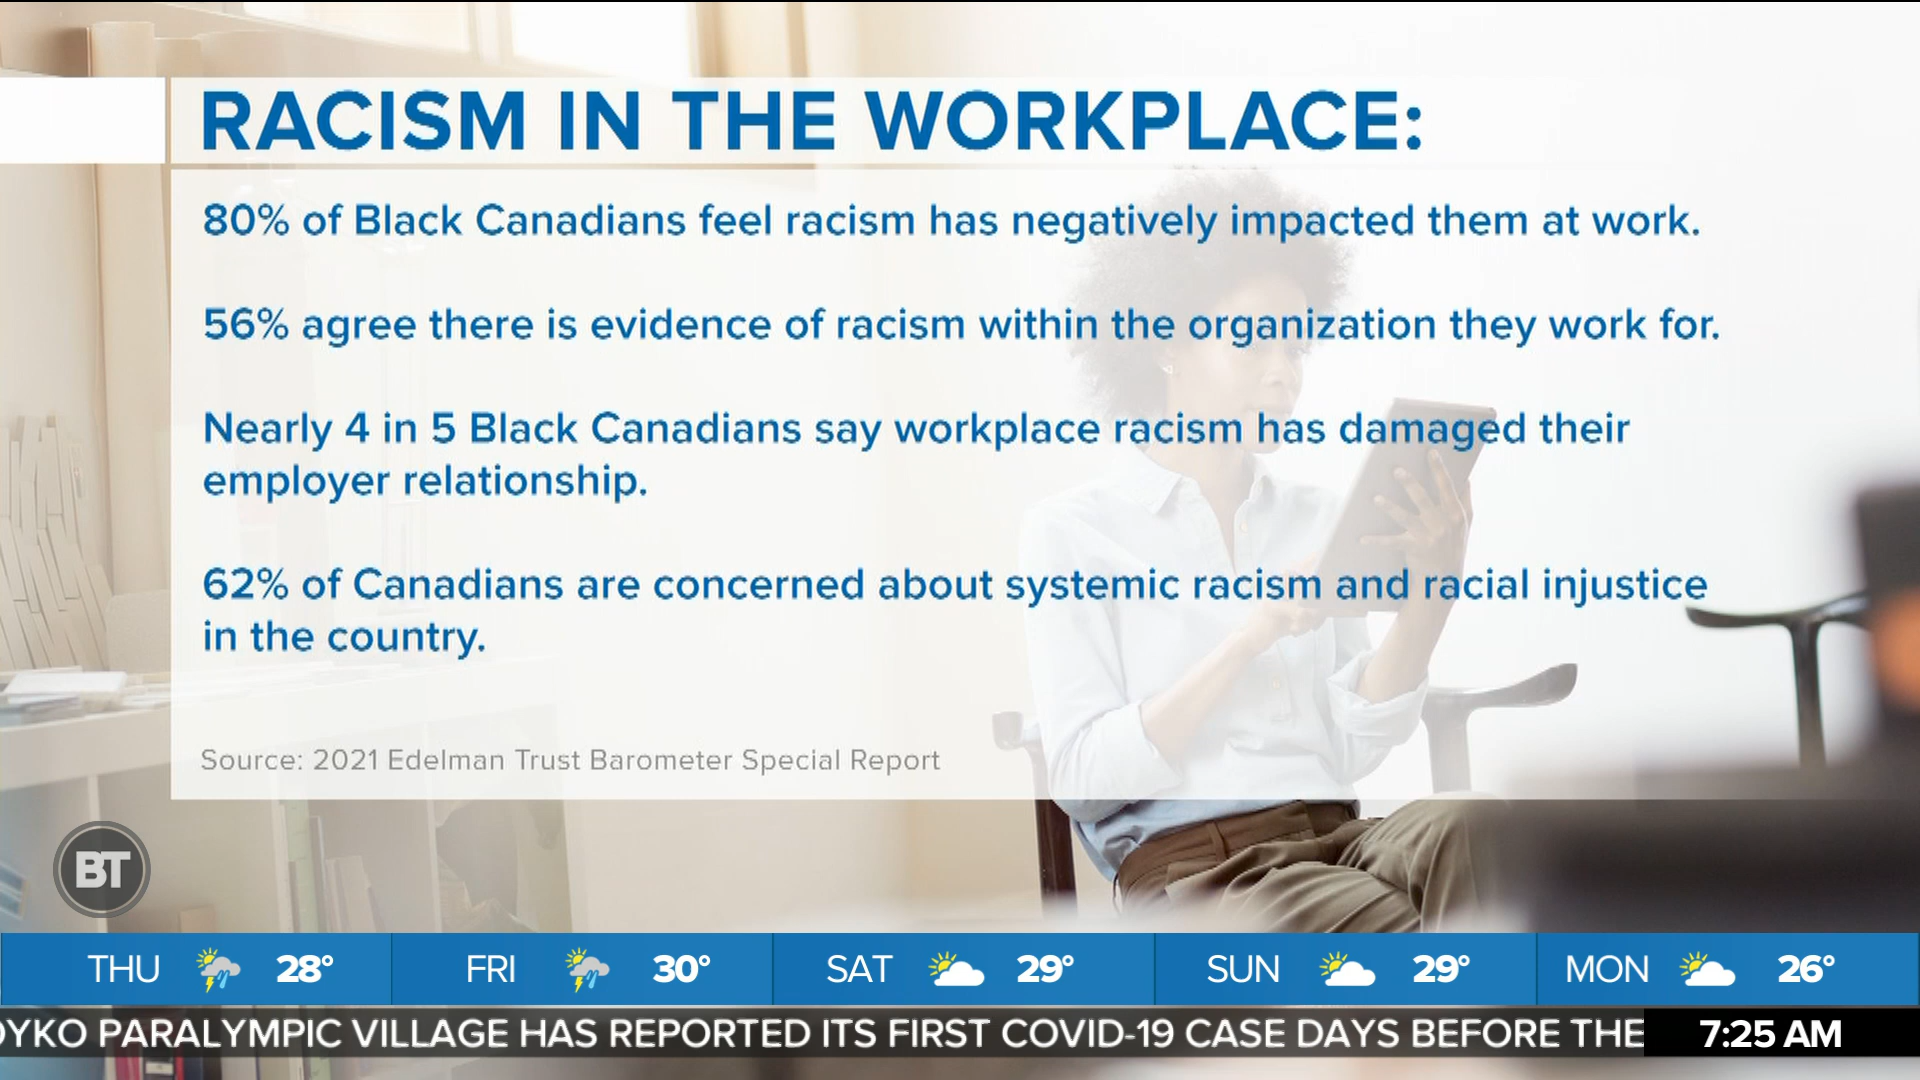 RACISM IN THE WORKPLACE:
80% of Black Canadians feel racism has negatively impacted them at work.
56% agree there is evidence of racism within the organization they work for.
Nearly 4 in 5 Black Canadians say workplace racism has damaged their
employer relationship.
62% of Canadians are concerned about systemic racism and racial injustice
in the country.
Source: 2021 Edelman Trust Barometer Special Report
BT
THU 28° FRI 30° SAT 29° SUN 29° MON 26°
OYKO PARALYMPIC VILLAGE HAS REPORTED ITS FIRST COVID-19 CASE DAYS BEFORE THE 7:25 AM